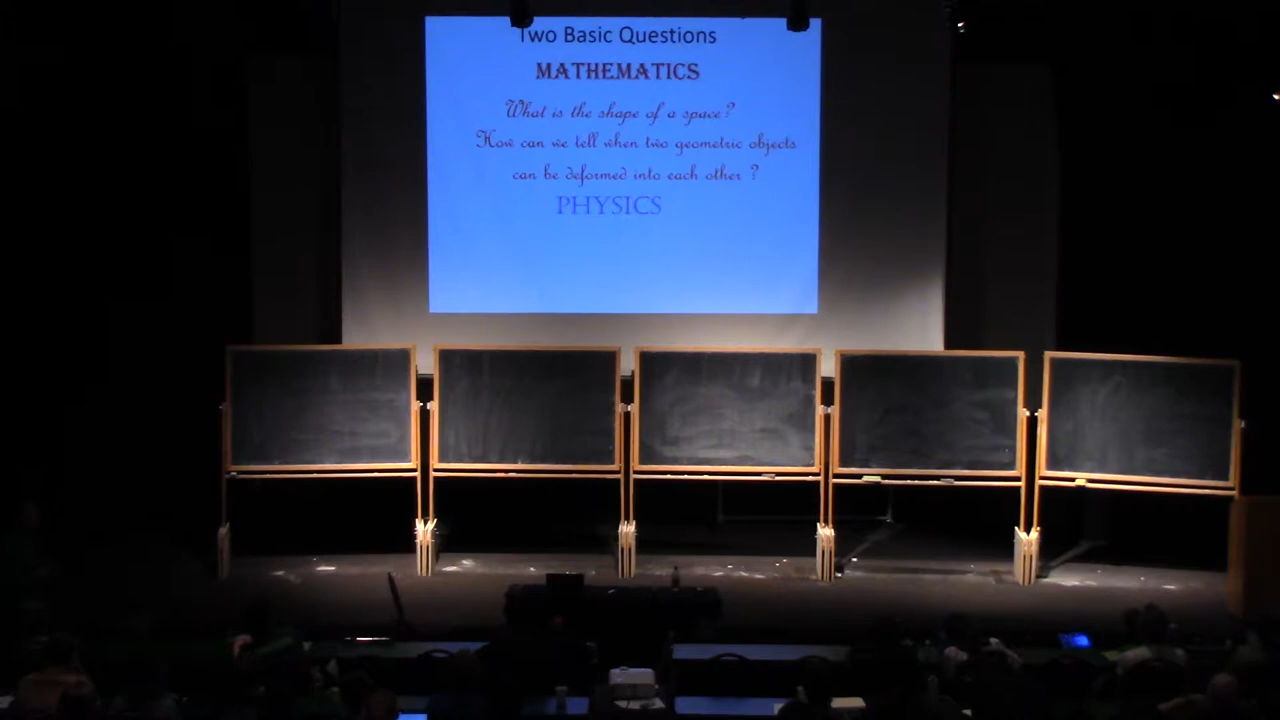 Two Basic Questions
MATHEMATICS
What is the shape of a space?
How can we tell when two geometric objects
can be deformed into each other ?
PHYSICS